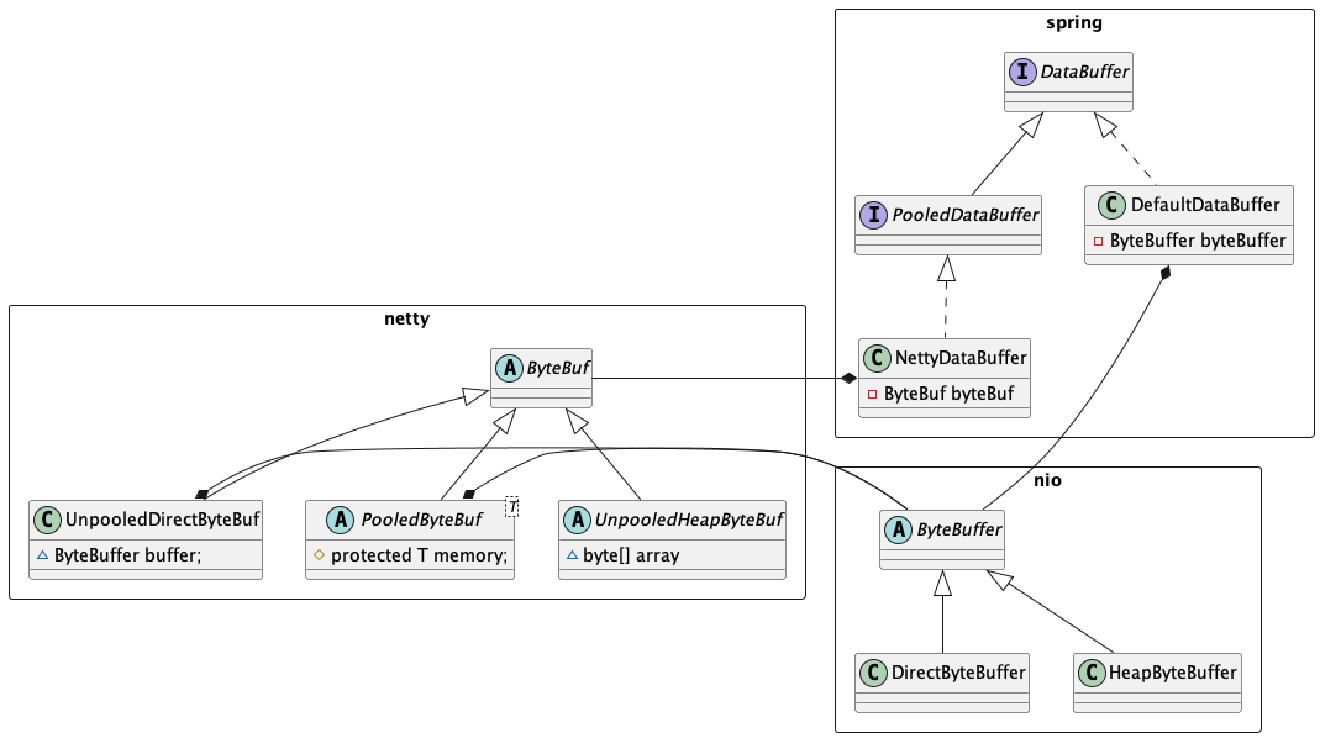 spring
I DataBuffer
I PooledDataBuffer
C DefaultDataBuffer
ByteBuffer byteBuffer
netty
A ByteBuf
C NettyDataBuffer
ByteBuf byteBuf
nio
C UnpooledDirectByteBuf
ByteBuffer buffer;
A PooledByteBuf
T
protected T memory;
A UnpooledHeapByteBuf
byte[] array
A ByteBuffer
C DirectByteBuffer
C HeapByteBuffer